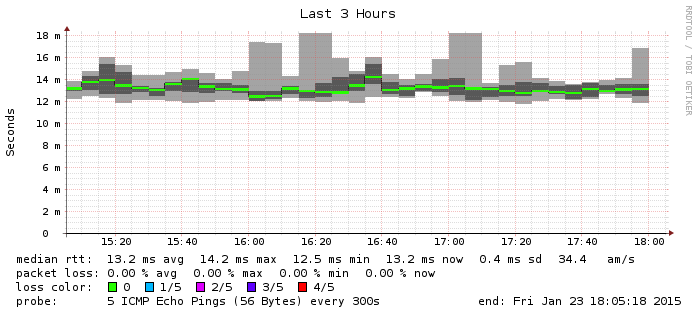 Last 3 Hours
RRDTOOL / TOBI OETIKER
Seconds
18 m
16 m
14 m
12 m
10 m
8 m
6 m
4 m
2 m
0
15:20 15:40 16:00 16:20 16:40 17:00 17:20 17:40 18:00
median rtt: 13.2 ms avg 14.2 ms max 12.5 ms min 13.2 ms now 0.4 ms sd 34.4 am/s
packet loss: 0.00 % avg 0.00 % max 0.00 % min 0.00 % now
loss color: 0 1/5 2/5 3/5 4/5
probe: 5 ICMP Echo Pings (56 Bytes) every 300s end: Fri Jan 23 18:05:18 2015